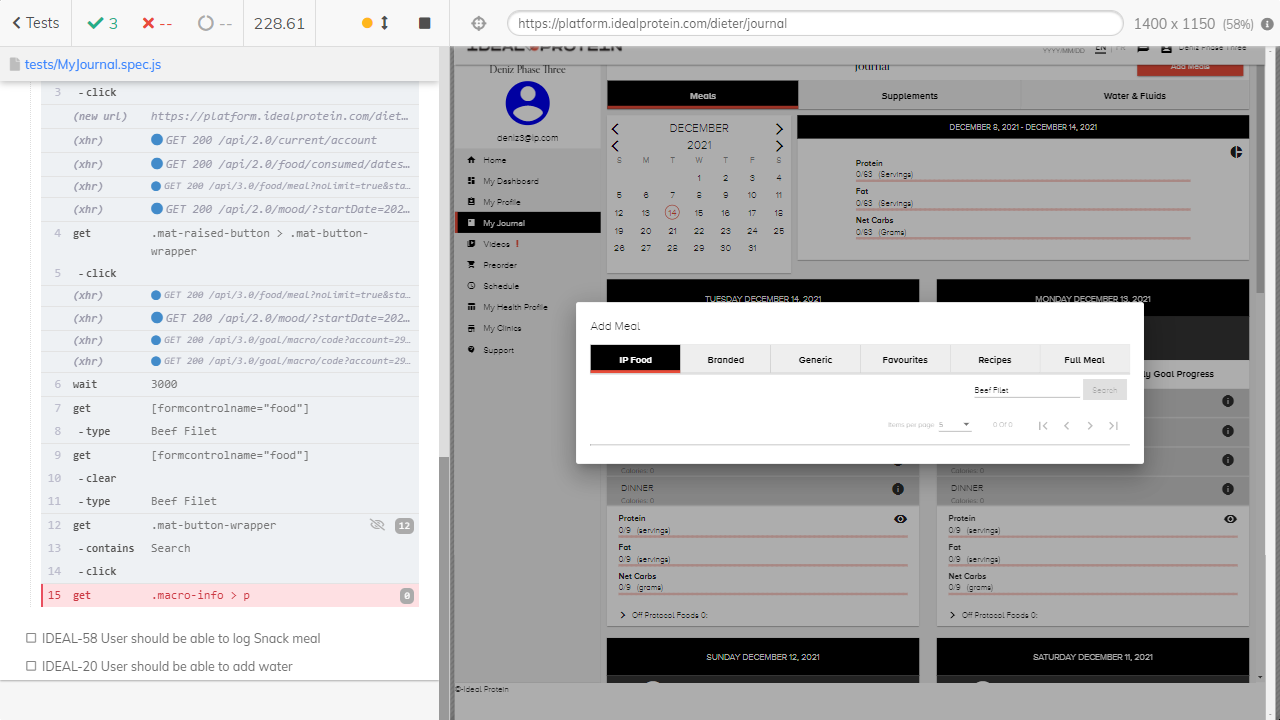 Tests
3
--
--
228.61
https://platform.idealprotein.com/dieter/journal
1400 x 1150 (58%)
tests/MyJournal.spec.js
3 -click
(new url) https://platform.idealprotein.com/diet…
(xhr) GET 200 /api/2.0/current/account
(xhr) GET 200 /api/2.0/food/consumed/dates…
(xhr) GET 200 /api/3.0/food/meal?noLimit=true&sta…
(xhr) GET 200 /api/2.0/mood/?startDate=202…
4 get .mat-raised-button > .mat-button-
wrapper
5 -click
(xhr) GET 200 /api/3.0/food/meal?noLimit=true&sta…
(xhr) GET 200 /api/2.0/mood/?startDate=202…
(xhr) GET 200 /api/3.0/goal/macro/code?account=29…
(xhr) GET 200 /api/3.0/goal/macro/code?account=29…
6 wait 3000
7 get [formcontrolname="food"]
8 -type Beef Filet
9 get [formcontrolname="food"]
10 -clear
11 -type Beef Filet
12 get .mat-button-wrapper 12
13 -contains Search
14 -click
15 get .macro-info > p 0
IDEAL-58 User should be able to log Snack meal
IDEAL-20 User should be able to add water
IDEAL PROTEIN
YYYY/MM/DD EN FR Deniz Phase Three
Deniz Phase Three
deniz3@ip.com
Home
My Dashboard
My Profile
My Journal
Videos !
Preorder
Schedule
My Health Profile
My Clinics
Support
Journal
Add Meals
Meals Supplements Water & Fluids
DECEMBER
2021
S M T W T F S
1 2 3 4
5 6 7 8 9 10 11
12 13 14 15 16 17 18
19 20 21 22 23 24 25
26 27 28 29 30 31
DECEMBER 8, 2021 - DECEMBER 14, 2021
Protein
0/63 (Servings)
Fat
0/63 (Servings)
Net Carbs
0/63 (Grams)
TUESDAY DECEMBER 14, 2021
MONDAY DECEMBER 13, 2021
ly Goal Progress
Add Meal
IP Food Branded Generic Favourites Recipes Full Meal
Beef Filet Search
Items per page 5 0 Of 0
Calories: 0
Calories: 0
DINNER
Calories: 0
DINNER
Calories: 0
Protein
0/9 (servings)
Fat
0/9 (servings)
Net Carbs
0/9 (grams)
Off Protocol Foods 0:
Protein
0/9 (servings)
Fat
0/9 (servings)
Net Carbs
0/9 (grams)
Off Protocol Foods 0:
SUNDAY DECEMBER 12, 2021
SATURDAY DECEMBER 11, 2021
©-Ideal Protein